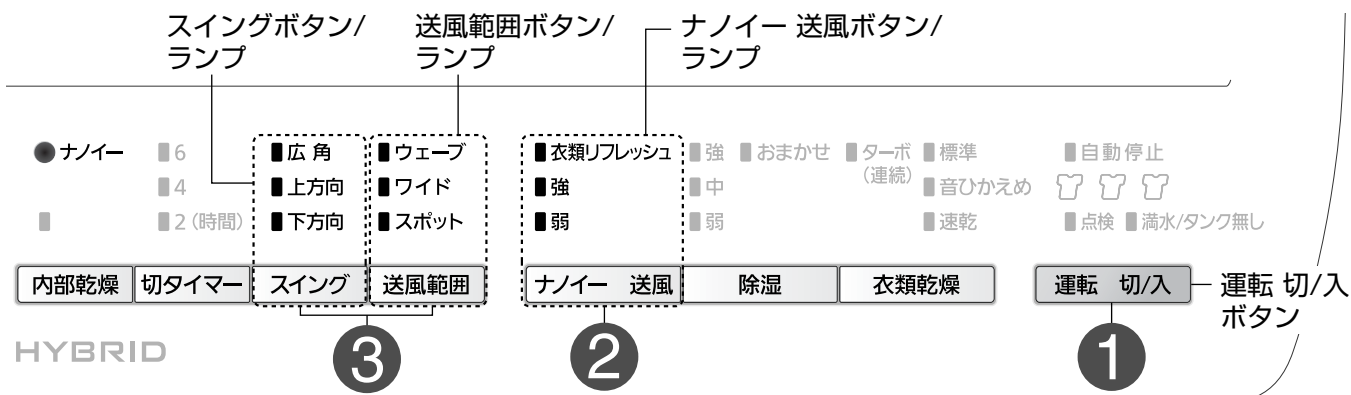 スイングボタン/
ランプ
送風範囲ボタン/
ランプ
ナノイー 送風ボタン/
ランプ
ナノイー 6 広 角 ウェーブ 衣類リフレッシュ 強 おまかせ ターボ 標準 自動停止
(連続)
4 上方向 ワイド 強 中 音ひかえめ
2(時間) 下方向 スポット 弱 弱 速乾 点検 満水/タンク無し
内部乾燥 切タイマー スイング 送風範囲 ナノイー 送風 除湿 衣類乾燥 運転 切/入
運転 切/入
ボタン
HYBRID
3 2 1